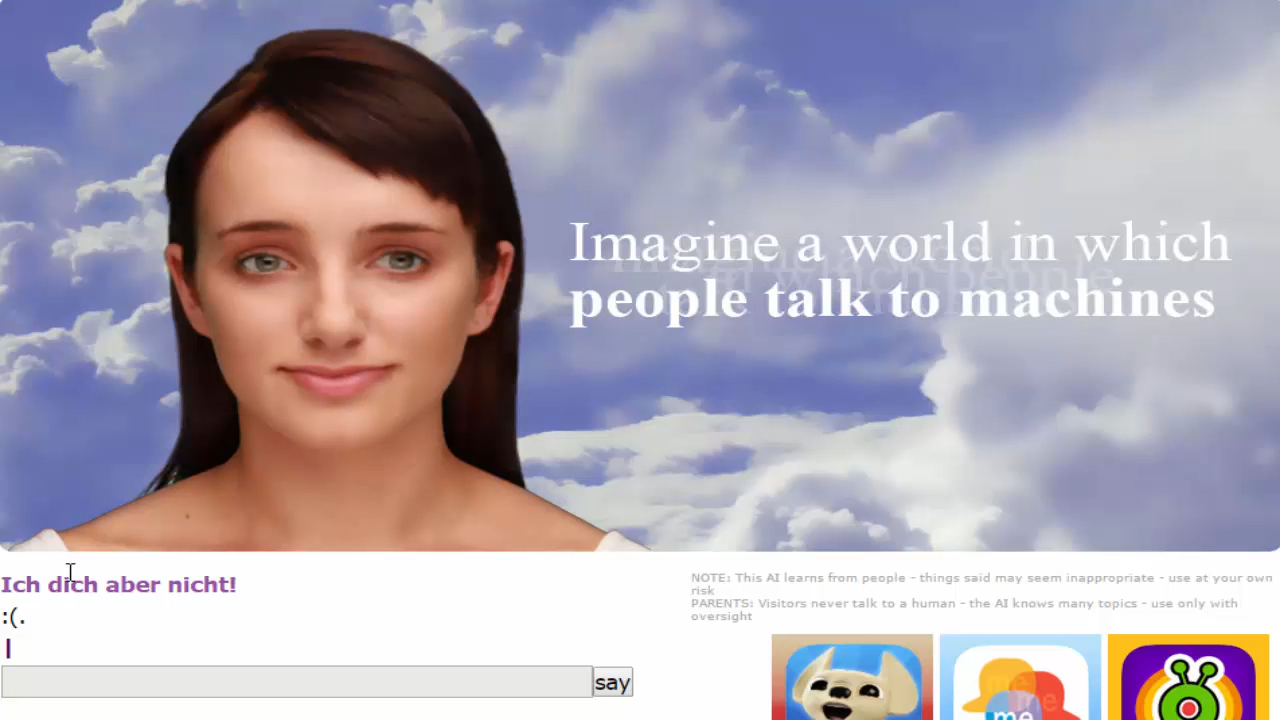 Imagine a world in which
people talk to machines
Ich dich aber nicht!
:(.
say
NOTE: This AI learns from people - things said may seem inappropriate - use at your own
risk
PARENTS: Visitors never talk to a human - the AI knows many topics - use only with
oversight
me
me